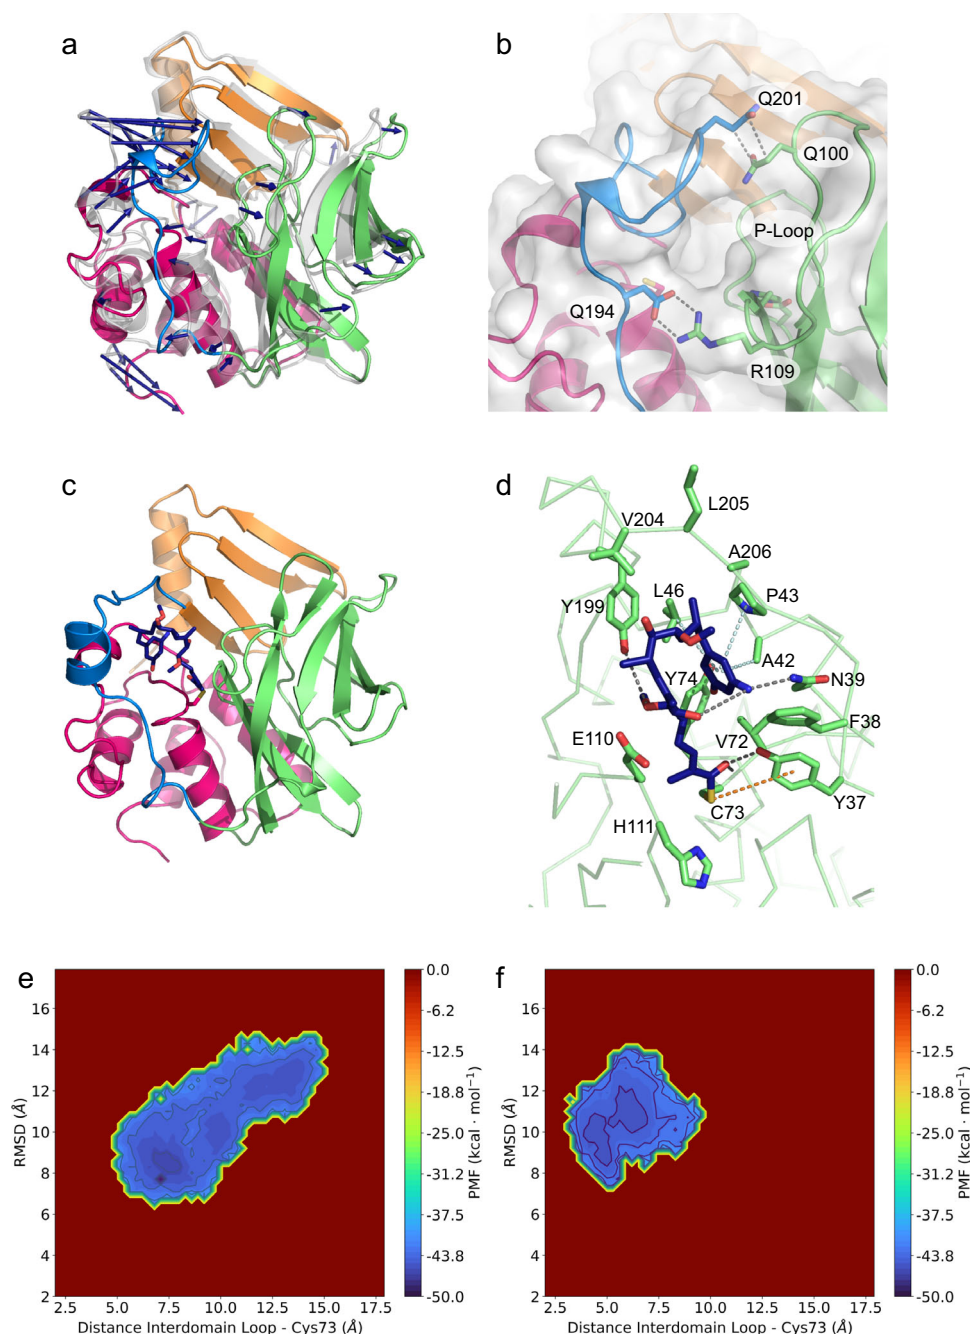 a
b
Q201
Q100
P-Loop
Q194
R109
c
d
L205
V204
A206
L46
P43
Y199
A42
Y74
N39
F38
V72
E110
Y37
C73
H111
e
16
14
12
10
8
6
4
2
RMSD (Å)
2.5 5.0 7.5 10.0 12.5 15.0 17.5
Distance Interdomain Loop - Cys73 (Å)
0.0
-6.2
-12.5
-18.8
-25.0
-31.2
-37.5
-43.8
-50.0
PMF (kcal · mol⁻¹)
f
16
14
12
10
8
6
4
2
RMSD (Å)
2.5 5.0 7.5 10.0 12.5 15.0 17.5
Distance Interdomain Loop - Cys73 (Å)
0.0
-6.2
-12.5
-18.8
-25.0
-31.2
-37.5
-43.8
-50.0
PMF (kcal · mol⁻¹)